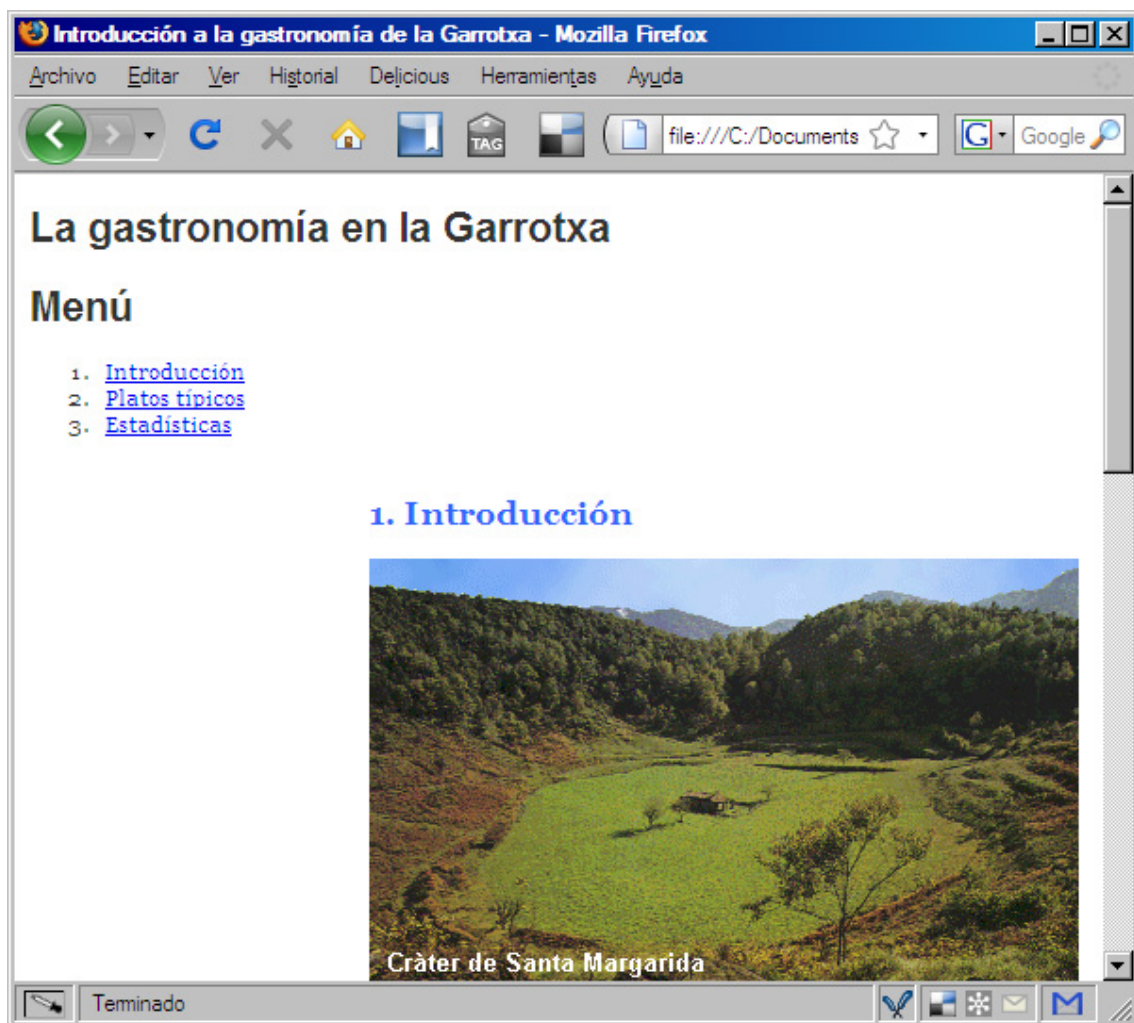 Introducción a la gastronomía de la Garrotxa - Mozilla Firefox
Archivo Editar Ver Historial Delicious Herramientas Ayuda
TAG file:///C:/Documents G Google
La gastronomía en la Garrotxa
Menú
1. Introducción
2. Platos típicos
3. Estadísticas
1. Introducción
Cràter de Santa Margarida
Terminado